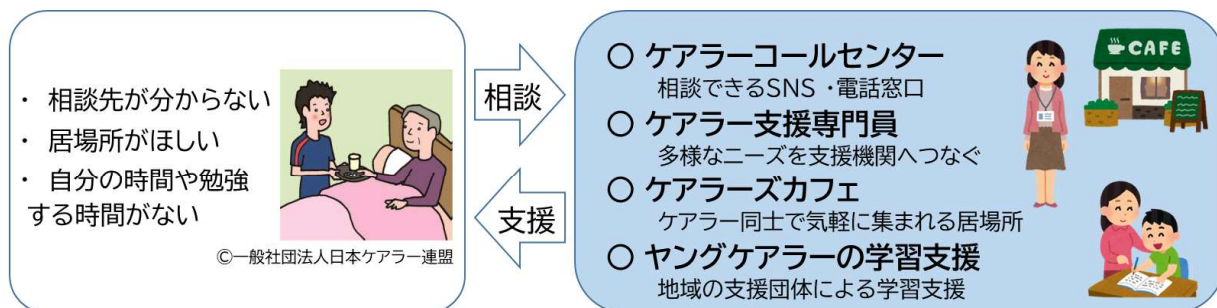 ・ 相談先が分からない
・ 居場所がほしい
・ 自分の時間や勉強
する時間がない
©一般社団法人日本ケアラー連盟
相談
支援
○ ケアラーコールセンター
相談できるSNS・電話窓口
○ ケアラー支援専門員
多様なニーズを支援機関へつなぐ
○ ケアラーズカフェ
ケアラー同士で気軽に集まれる居場所
○ ヤングケアラーの学習支援
地域の支援団体による学習支援
CAFE